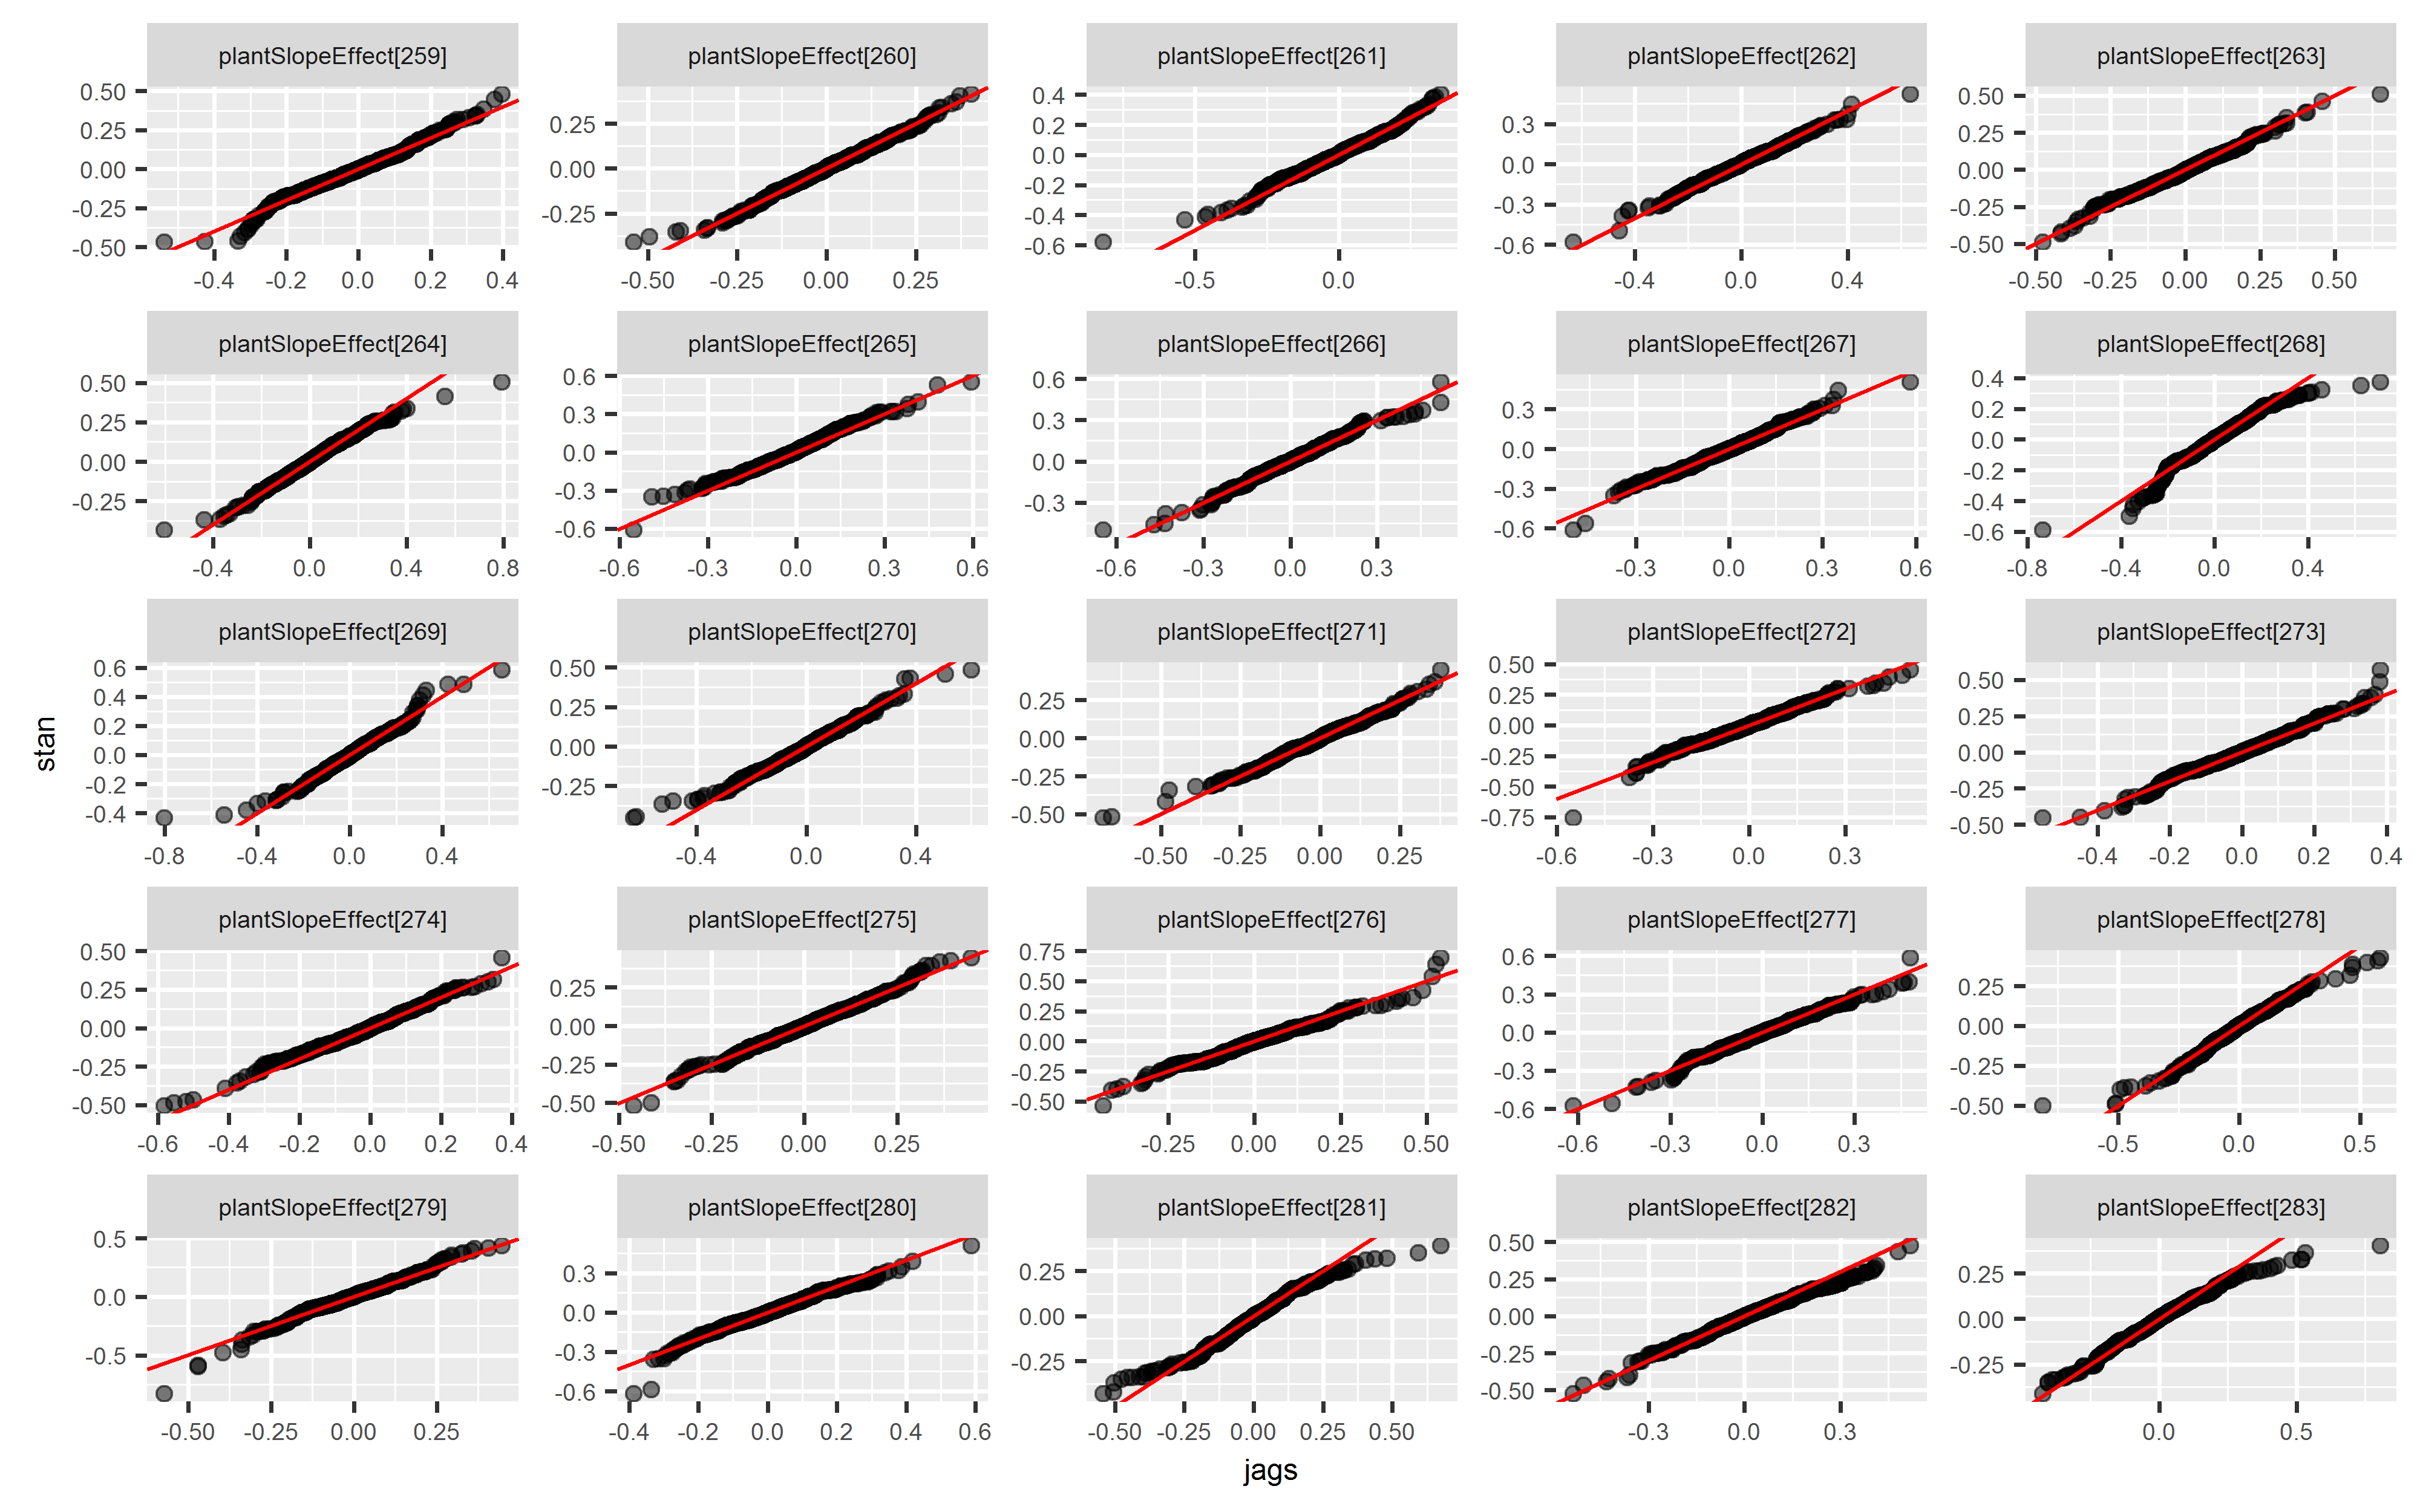 plantSlopeEffect[259] plantSlopeEffect[260] plantSlopeEffect[261] plantSlopeEffect[262] plantSlopeEffect[263]
0.50 0.25 0.00 -0.25 -0.50
0.25 0.00 -0.25
0.4 0.2 0.0 -0.2 -0.4 -0.6
0.3 0.0 -0.3 -0.6
0.50 0.25 0.00 -0.25 -0.50
-0.4 -0.2 0.0 0.2 0.4
-0.50 -0.25 0.00 0.25
-0.5 0.0
-0.4 0.0 0.4
-0.50 -0.25 0.00 0.25 0.50
plantSlopeEffect[264] plantSlopeEffect[265] plantSlopeEffect[266] plantSlopeEffect[267] plantSlopeEffect[268]
0.50 0.25 0.00 -0.25
0.6 0.3 0.0 -0.3 -0.6
0.6 0.3 0.0 -0.3
0.3 0.0 -0.3 -0.6
0.4 0.2 0.0 -0.2 -0.4 -0.6
-0.4 0.0 0.4 0.8
-0.6 -0.3 0.0 0.3 0.6
-0.6 -0.3 0.0 0.3
-0.3 0.0 0.3 0.6
-0.8 -0.4 0.0 0.4
plantSlopeEffect[269] plantSlopeEffect[270] plantSlopeEffect[271] plantSlopeEffect[272] plantSlopeEffect[273]
0.6 0.4 0.2 0.0 -0.2 -0.4
0.50 0.25 0.00 -0.25
0.25 0.00 -0.25 -0.50
0.50 0.25 0.00 -0.25 -0.50 -0.75
0.50 0.25 0.00 -0.25 -0.50
-0.8 -0.4 0.0 0.4
-0.4 0.0 0.4
-0.50 -0.25 0.00 0.25
-0.6 -0.3 0.0 0.3
-0.4 -0.2 0.0 0.2 0.4
plantSlopeEffect[274] plantSlopeEffect[275] plantSlopeEffect[276] plantSlopeEffect[277] plantSlopeEffect[278]
0.50 0.25 0.00 -0.25 -0.50
0.25 0.00 -0.25 -0.50
0.75 0.50 0.25 0.00 -0.25 -0.50
0.6 0.3 0.0 -0.3 -0.6
0.25 0.00 -0.25 -0.50
-0.6 -0.4 -0.2 0.0 0.2 0.4
-0.50 -0.25 0.00 0.25
-0.25 0.00 0.25 0.50
-0.6 -0.3 0.0 0.3
-0.5 0.0 0.5
plantSlopeEffect[279] plantSlopeEffect[280] plantSlopeEffect[281] plantSlopeEffect[282] plantSlopeEffect[283]
0.5 0.0 -0.5
0.3 0.0 -0.3 -0.6
0.25 0.00 -0.25
0.50 0.25 0.00 -0.25 -0.50
0.25 0.00 -0.25
-0.50 -0.25 0.00 0.25
-0.4 -0.2 0.0 0.2 0.4 0.6
-0.50 -0.25 0.00 0.25 0.50
-0.3 0.0 0.3
0.0 0.5
stan
jags